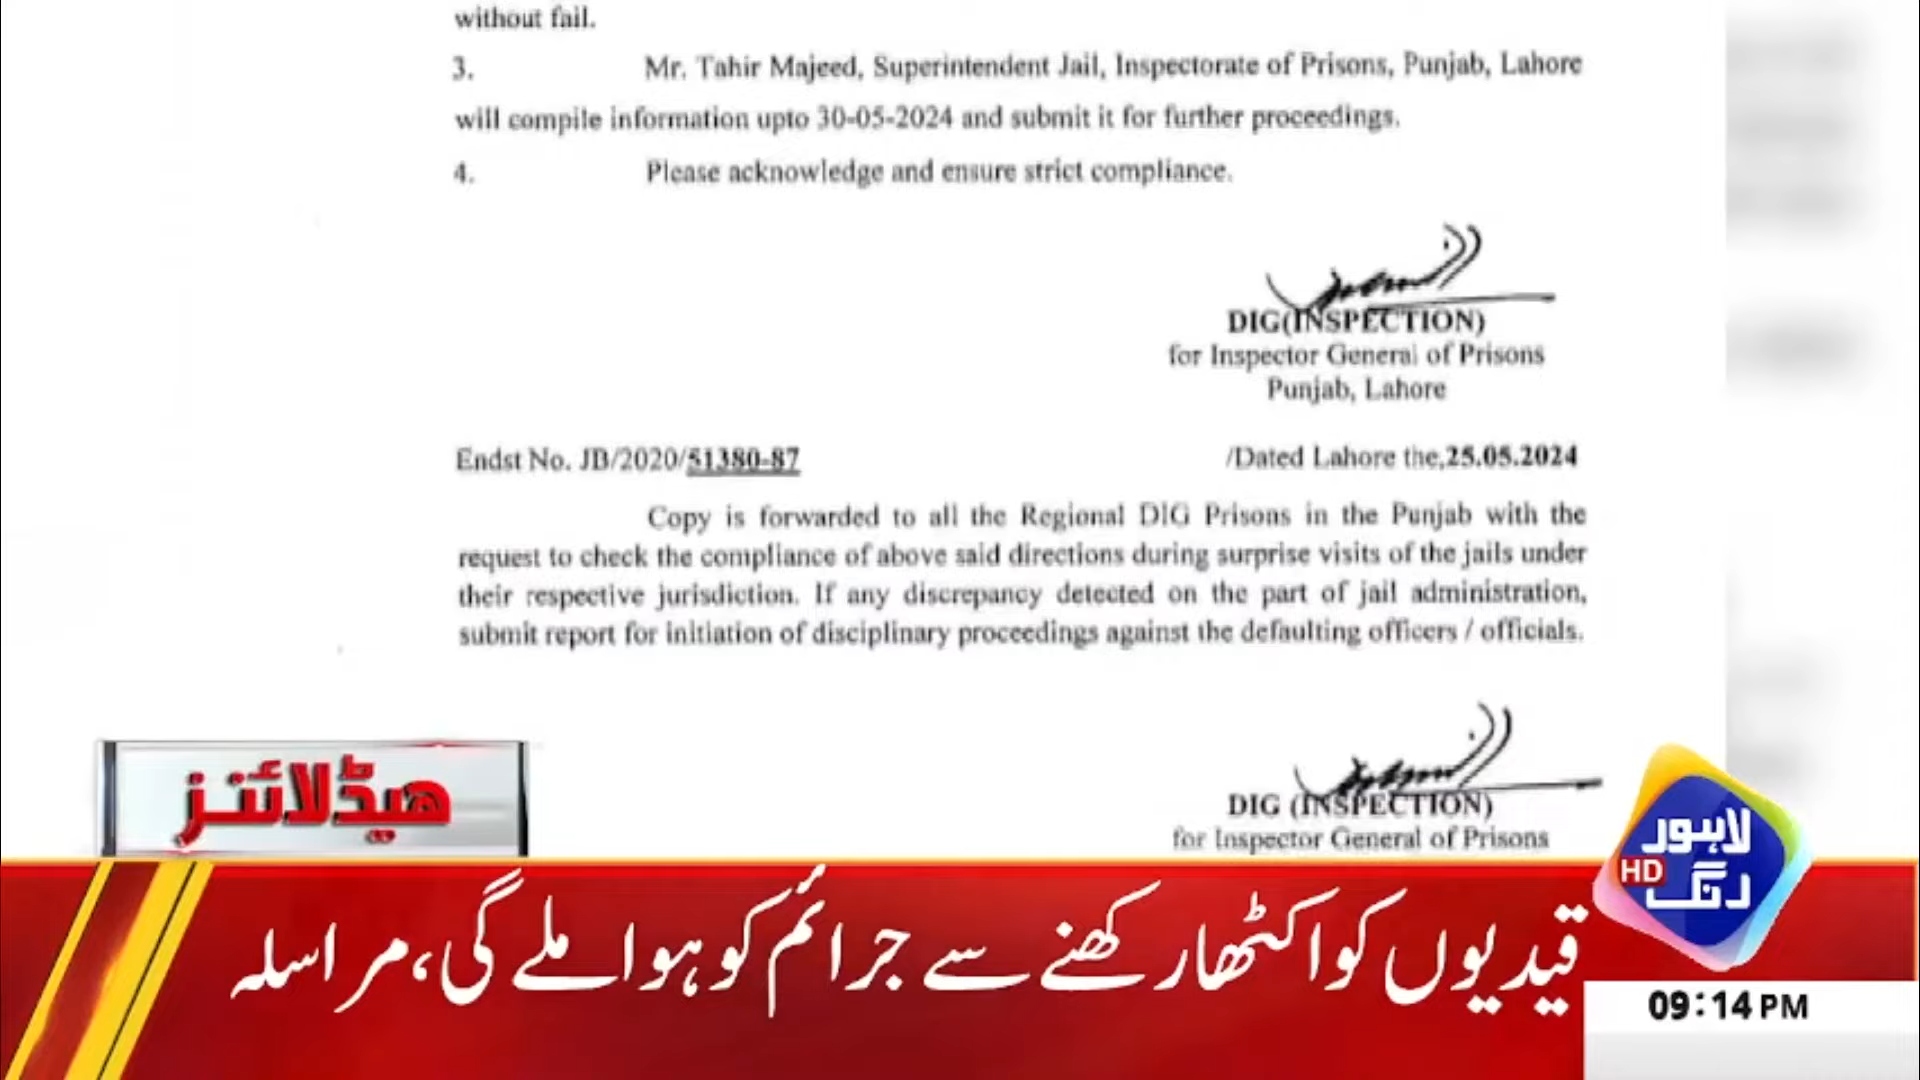 without fail.
3. Mr. Tahir Majeed, Superintendent Jail, Inspectorate of Prisons, Punjab, Lahore
will compile information upto 30-05-2024 and submit it for further proceedings.
4. Please acknowledge and ensure strict compliance.
DIG(INSPECTION)
for Inspector General of Prisons
Punjab, Lahore
Endst No. JB/2020/51380-87 /Dated Lahore the,25.05.2024
Copy is forwarded to all the Regional DIG Prisons in the Punjab with the
request to check the compliance of above said directions during surprise visits of the jails under
their respective jurisdiction. If any discrepancy detected on the part of jail administration,
submit report for initiation of disciplinary proceedings against the defaulting officers / officials.
DIG (INSPECTION)
for Inspector General of Prisons
ہیڈلائنز
لاہور
رنگ
HD
قیدیوں کو اکٹھا رکھنے سے جرائم کو ہوا ملے گی، مراسلہ
09:14 PM